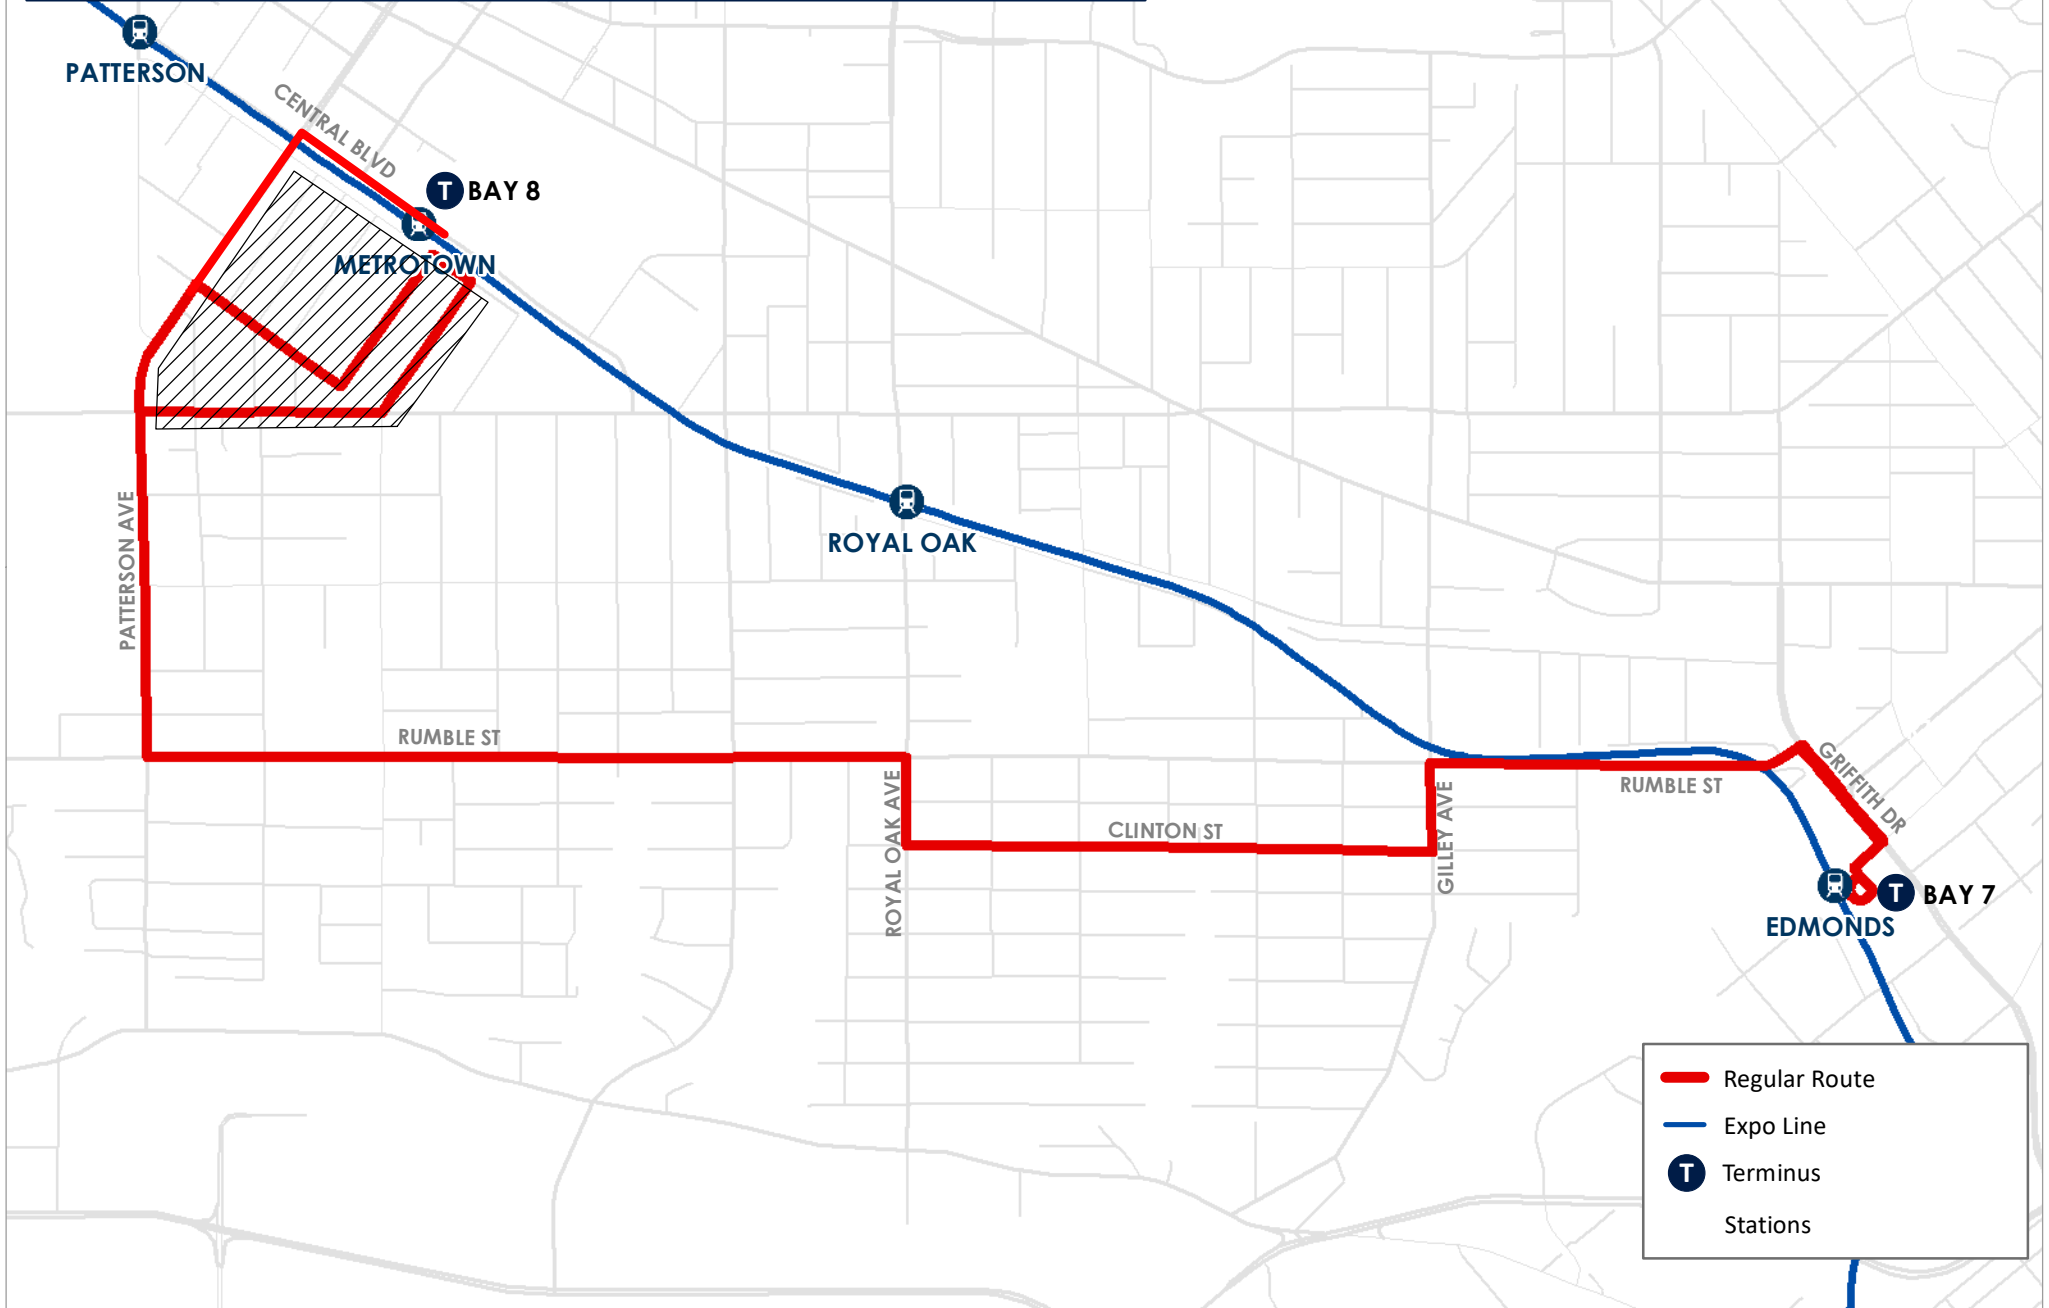 PATTERSON
CENTRAL BLVD
T BAY 8
METROTOWN
PATTERSON AVE
ROYAL OAK
RUMBLE ST
ROYAL OAK AVE
CLINTON ST
GILLEY AVE
RUMBLE ST
GRIFFITH DR
T BAY 7
EDMONDS
Regular Route
Expo Line
T Terminus
Stations